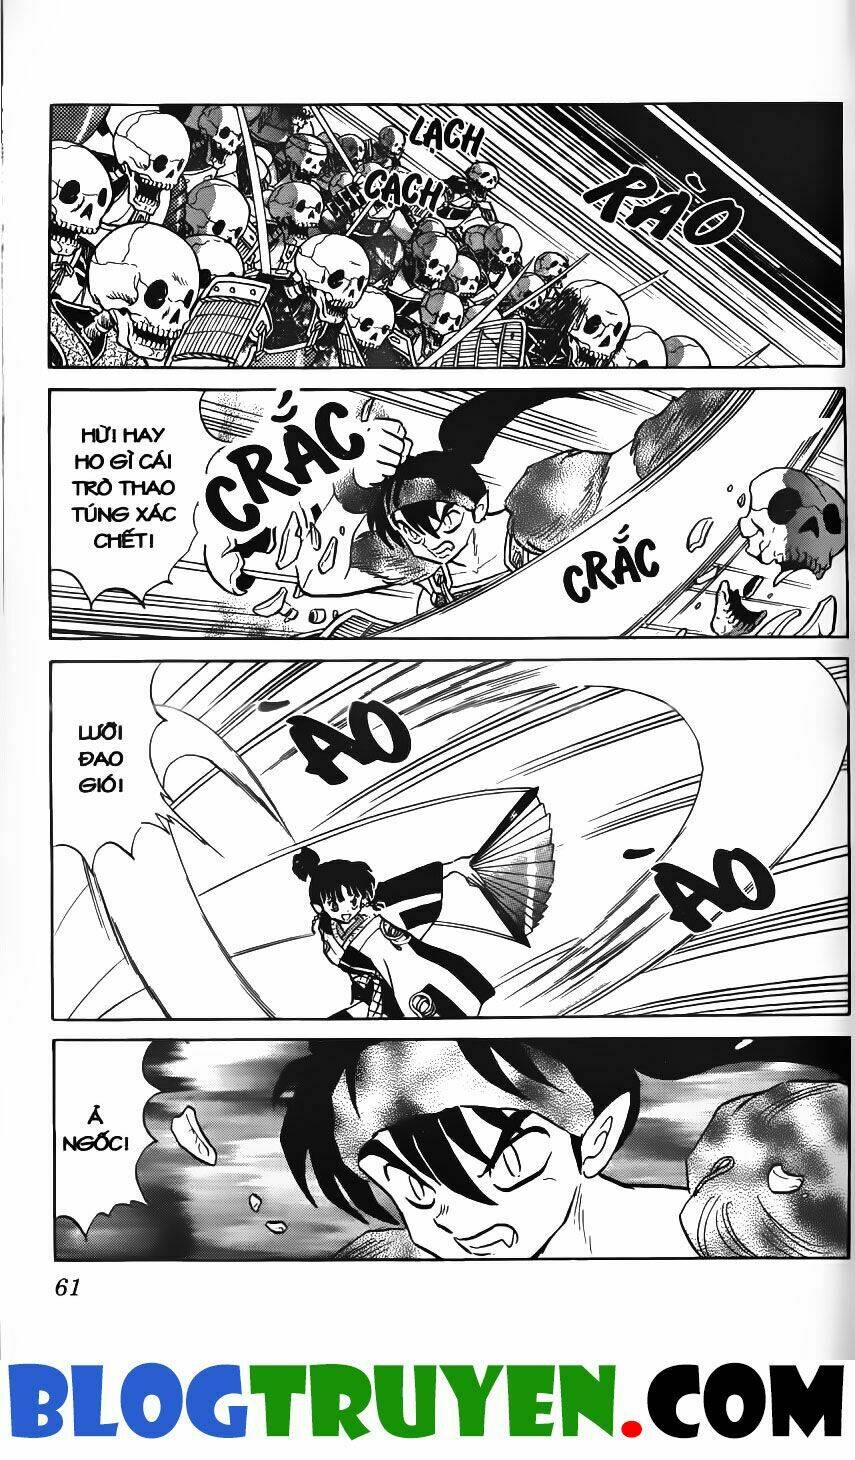 LẠCH
CẠCH
RÀO
HỨI HAY
HO GÌ CÁI
TRÒ THAO
TÚNG XÁC
CHẾT!
CRẮC
CRẮC
LƯỠI
ĐAO
GIÓ!
ÀO
ÀO
Ả
NGỐC!
61
BLOGTRUYEN.COM